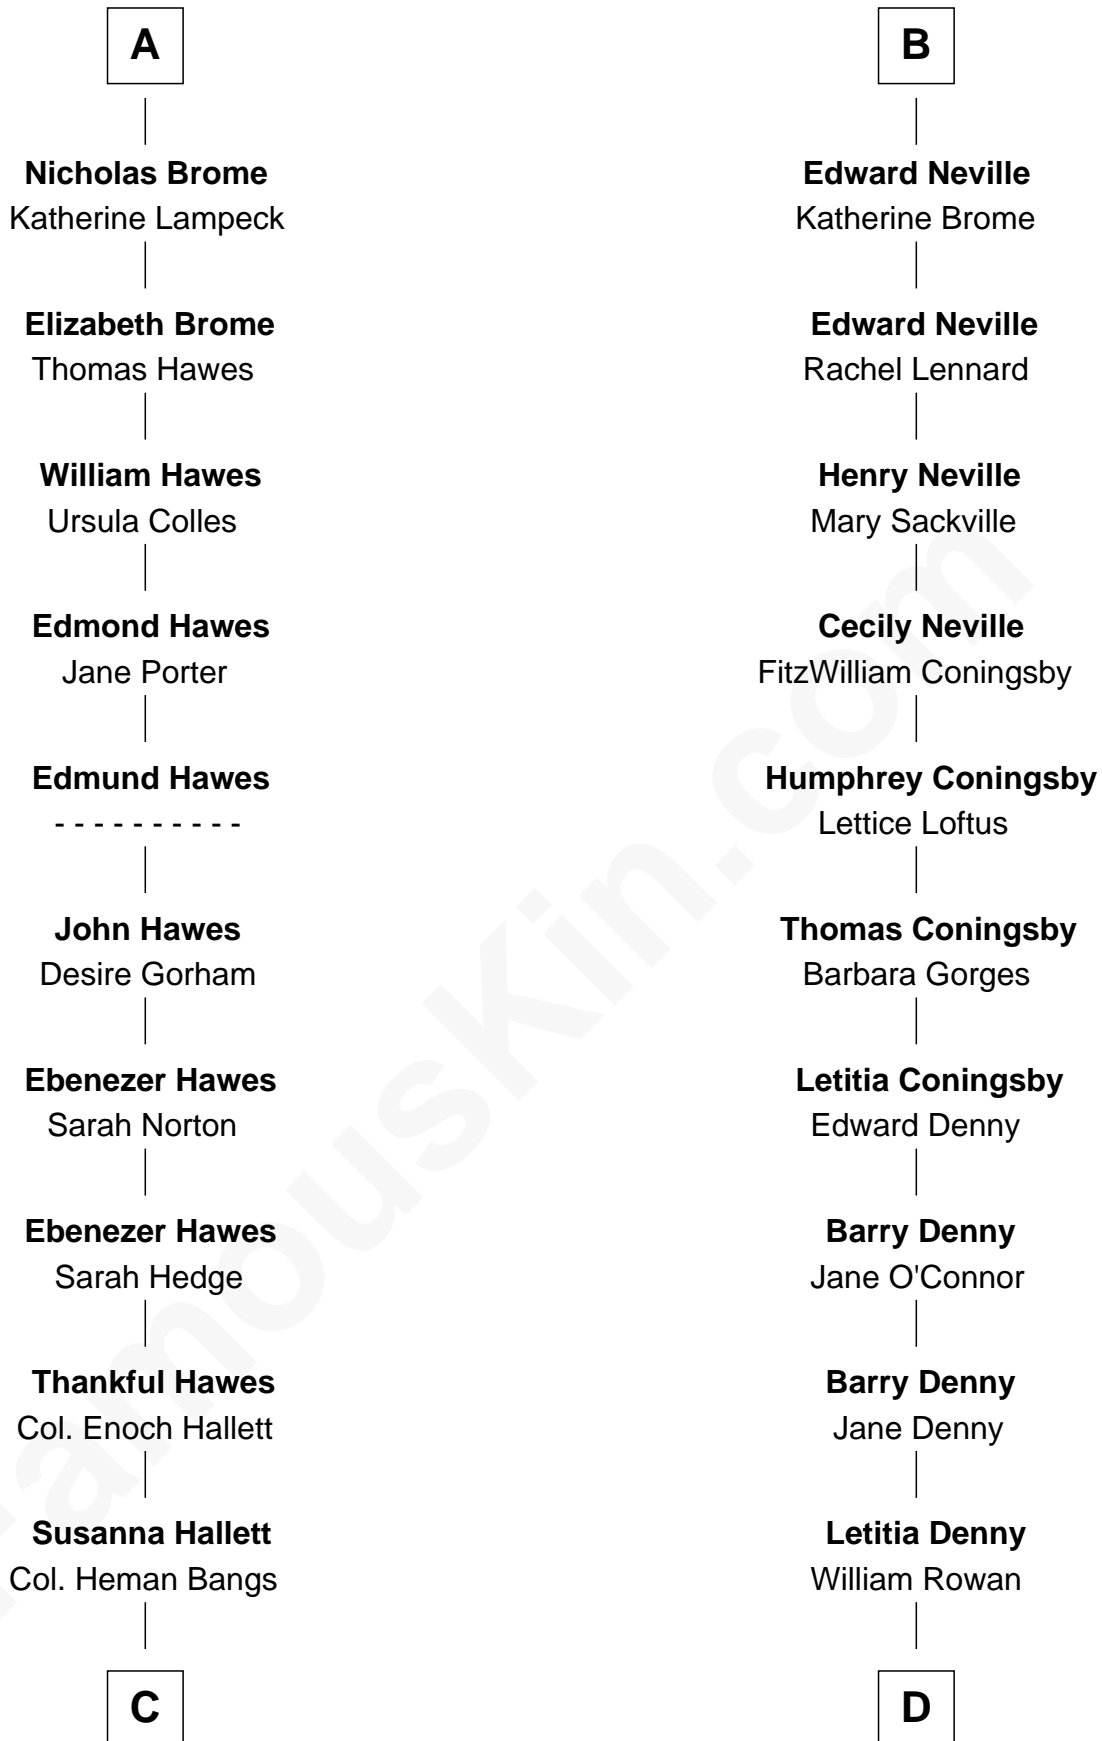 A
Nicholas Brome
Katherine Lampeck
Elizabeth Brome
Thomas Hawes
William Hawes
Ursula Colles
Edmond Hawes
Jane Porter
Edmund Hawes
- - - - - - - - - -
John Hawes
Desire Gorham
Ebenezer Hawes
Sarah Norton
Ebenezer Hawes
Sarah Hedge
Thankful Hawes
Col. Enoch Hallett
Susanna Hallett
Col. Heman Bangs
C
B
Edward Neville
Katherine Brome
Edward Neville
Rachel Lennard
Henry Neville
Mary Sackville
Cecily Neville
FitzWilliam Coningsby
Humphrey Coningsby
Lettice Loftus
Thomas Coningsby
Barbara Gorges
Letitia Coningsby
Edward Denny
Barry Denny
Jane O'Connor
Barry Denny
Jane Denny
Letitia Denny
William Rowan
D
FamousKin.com